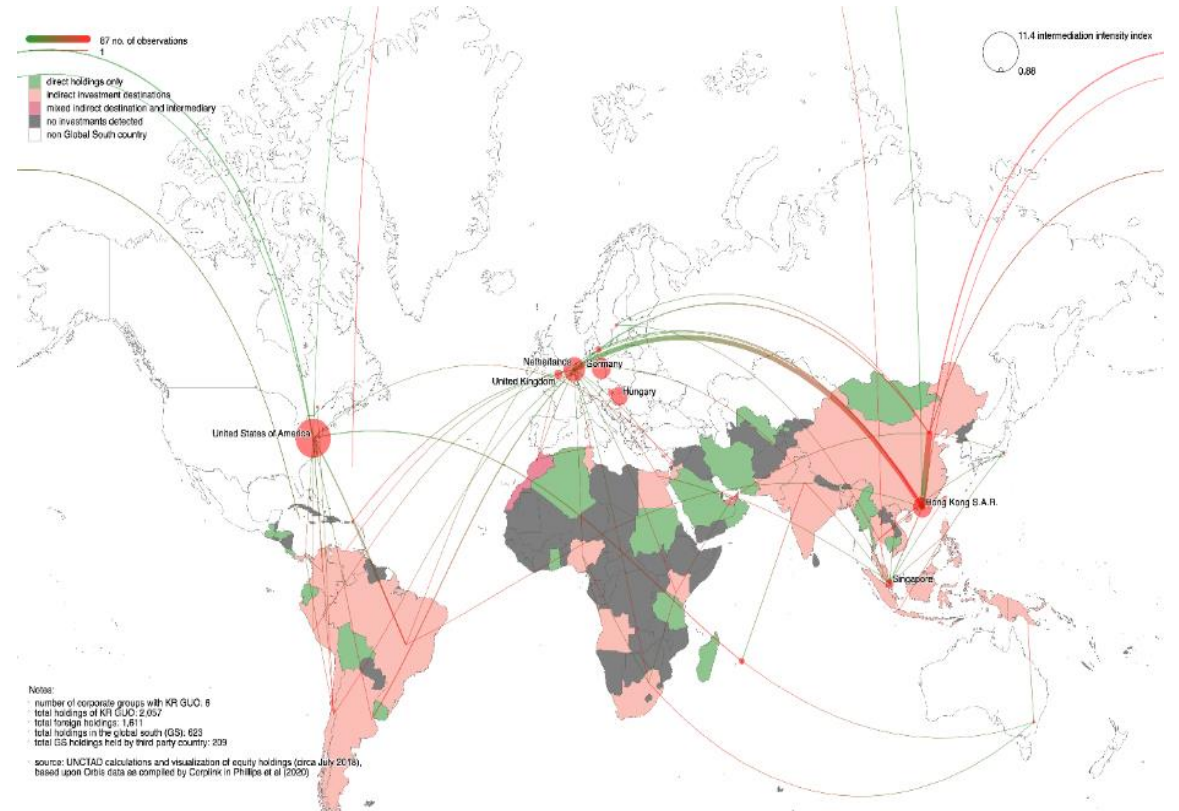 67 no. of observations
1
11.4 intermediation intensity index
0.88
direct holdings only
indirect investment destinations
mixed indirect destination and intermediary
no investments detected
non Global South country
Netherlands
Germany
United Kingdom
Hungary
United States of America
Hong Kong S.A.R.
Singapore
Notes:
number of corporate groups with KR GUO: 6
total holdings of KR GUO: 2,057
total foreign holdings: 1,611
total holdings in the global south (GS): 623
total GS holdings held by third party country: 209
source: UNCTAD calculations and visualization of equity holdings (circa July 2018),
based upon Orbis data as compiled by Corplink in Phillips et al (2020)